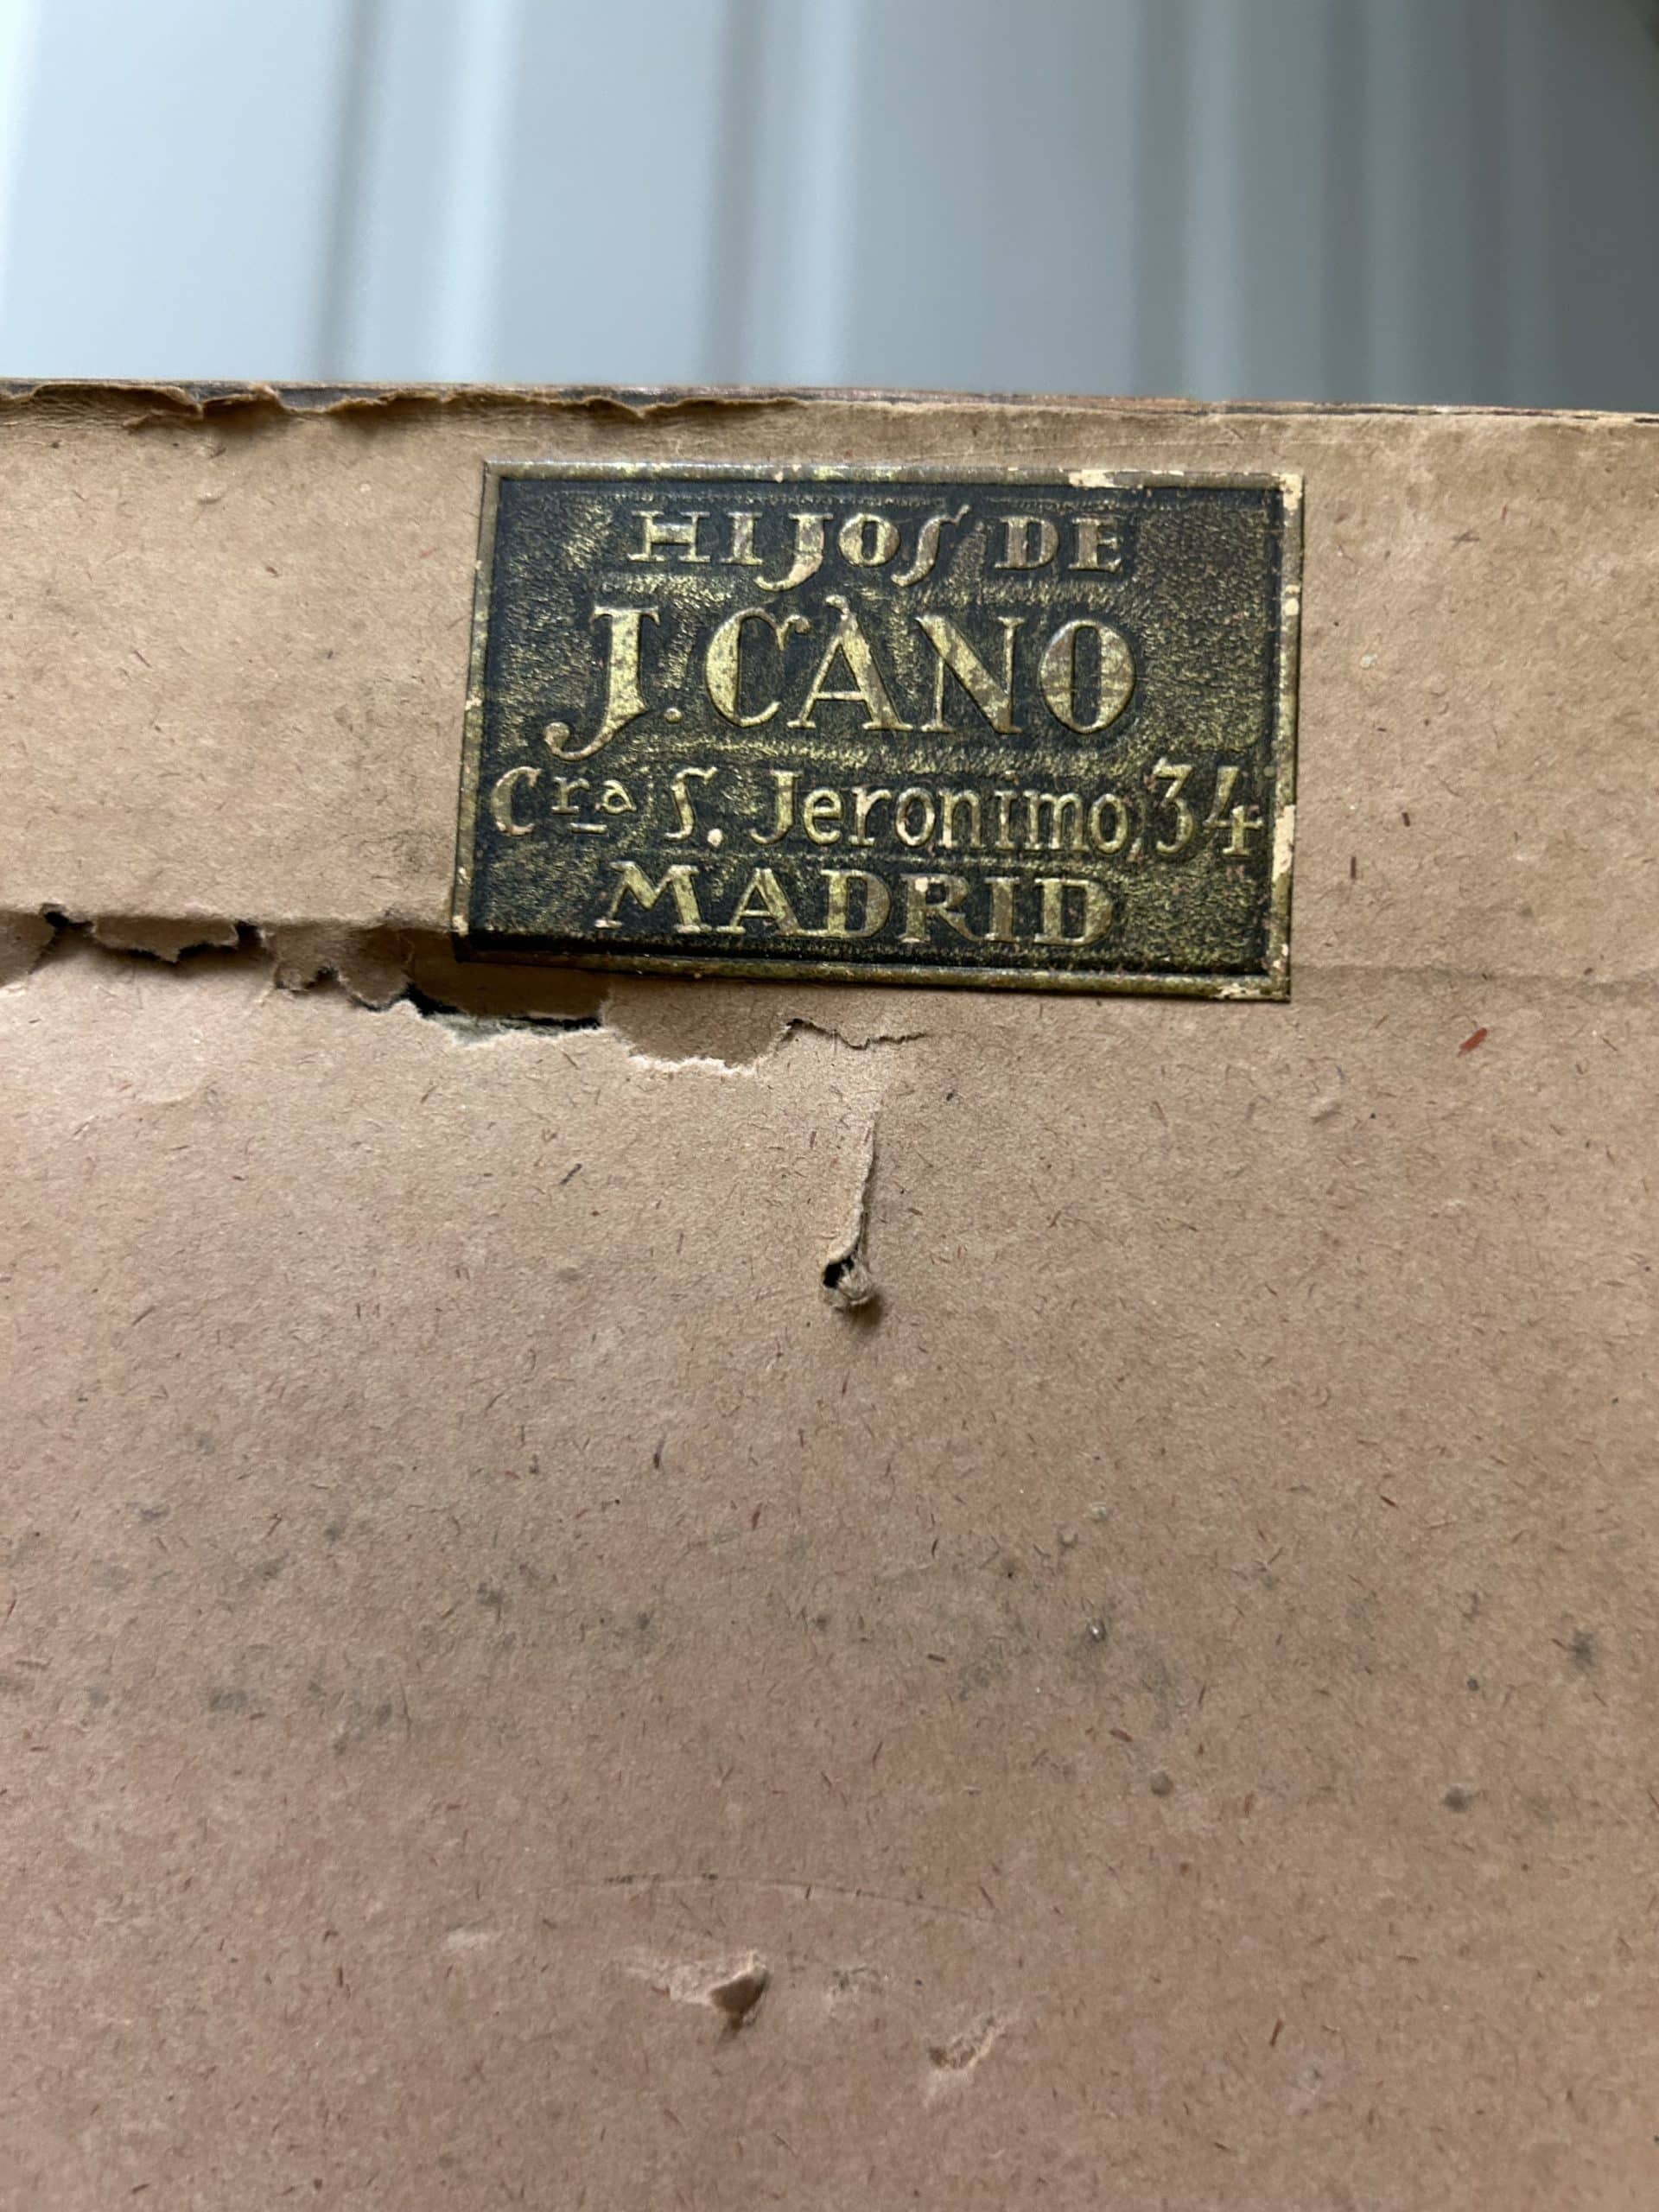 HIJOS DE
J. CANO
Cra S. Jeronimo, 34
MADRID